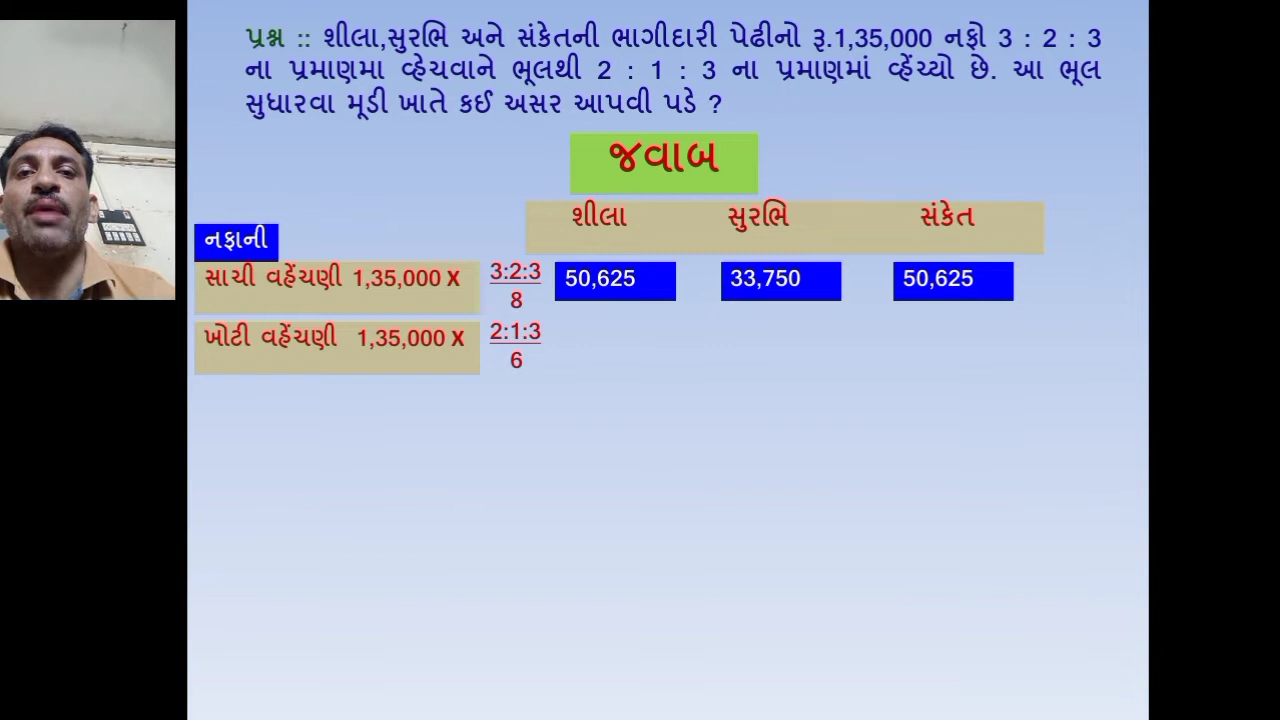 પ્રશ્ન :: શીલા,સુરભિ અને સંકેતની ભાગીદારી પેઢીનો રૂ.1,35,000 નફો 3 : 2 : 3
ના પ્રમાણમા વ્હેચવાને ભૂલથી 2 : 1 : 3 ના પ્રમાણમાં વ્હેંચ્યો છે. આ ભૂલ
સુધારવા મૂડી ખાતે કઈ અસર આપવી પડે ?
જવાબ
શીલા સુરભિ સંકેત
નફાની
સાચી વહેંચણી 1,35,000 X 3:2:3 50,625 33,750 50,625
8
ખોટી વહેંચણી 1,35,000 X 2:1:3
6